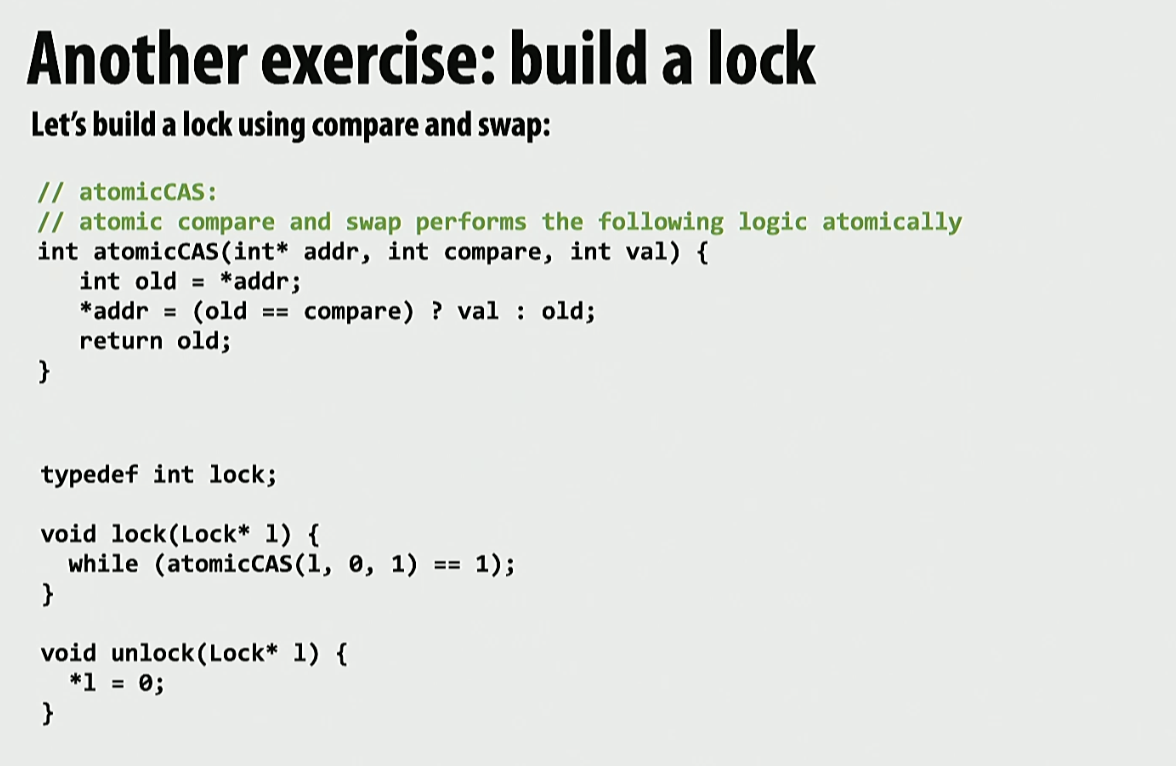 Another exercise: build a lock
Let's build a lock using compare and swap:
// atomicCAS:
// atomic compare and swap performs the following logic atomically
int atomicCAS(int* addr, int compare, int val) {
   int old = *addr;
   *addr = (old == compare) ? val : old;
   return old;
}
typedef int lock;
void lock(Lock* l) {
  while (atomicCAS(l, 0, 1) == 1);
}
void unlock(Lock* l) {
  *l = 0;
}